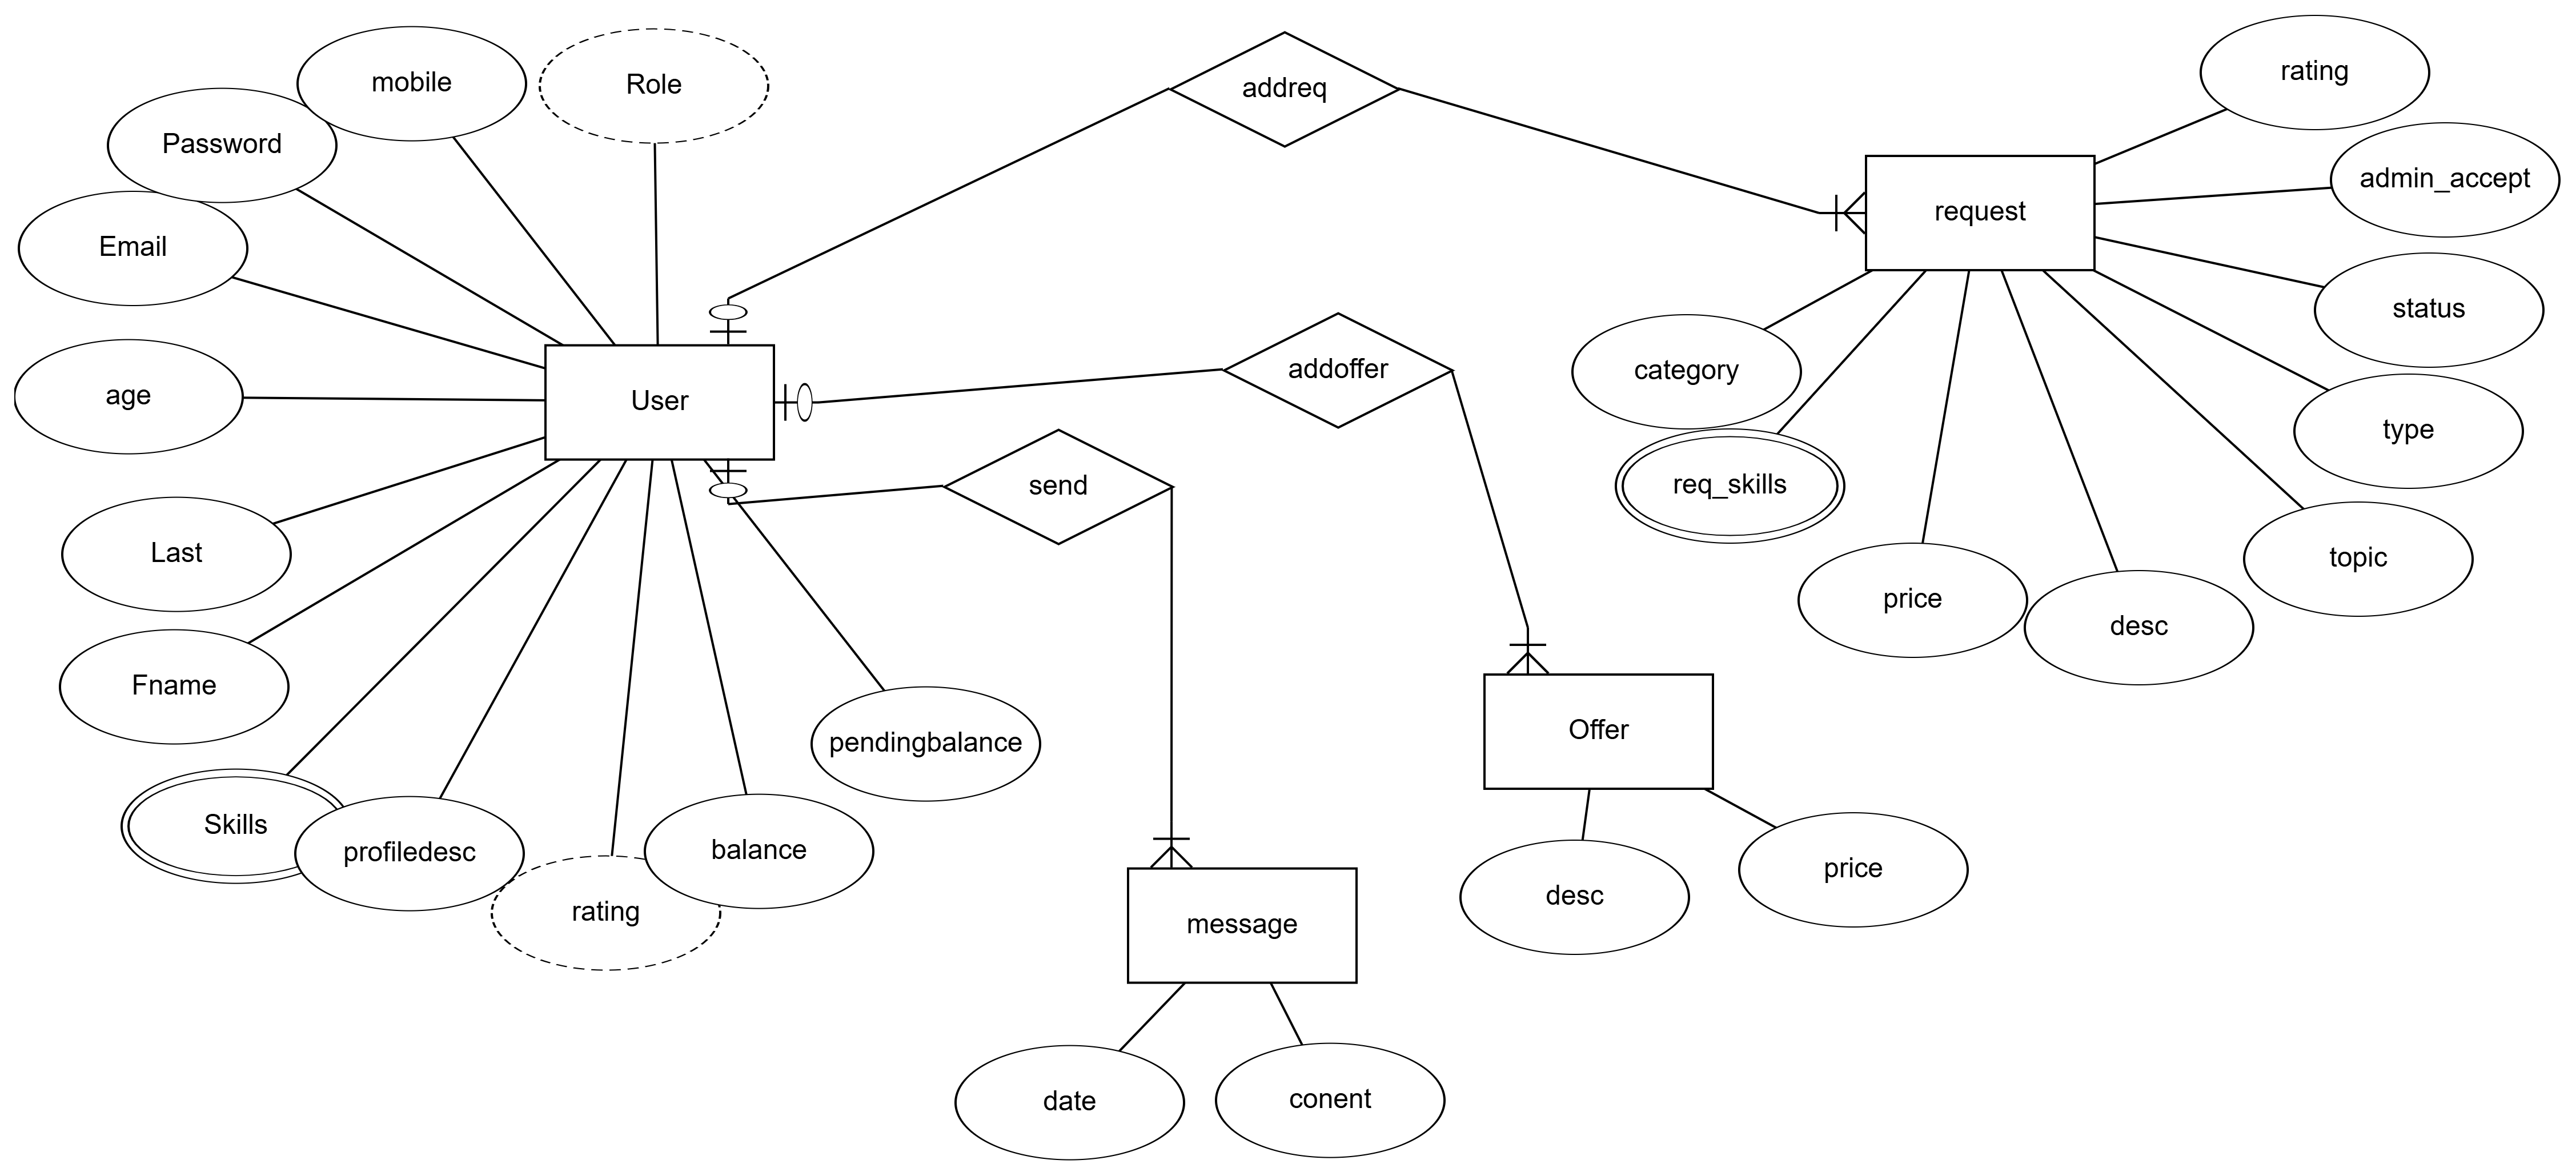 mobile
Role
addreq
rating
Password
admin_accept
request
Email
status
age
User
addoffer
category
type
send
req_skills
Last
topic
price
desc
Fname
pendingbalance
Offer
Skills
profiledesc
balance
rating
message
desc
price
date
conent